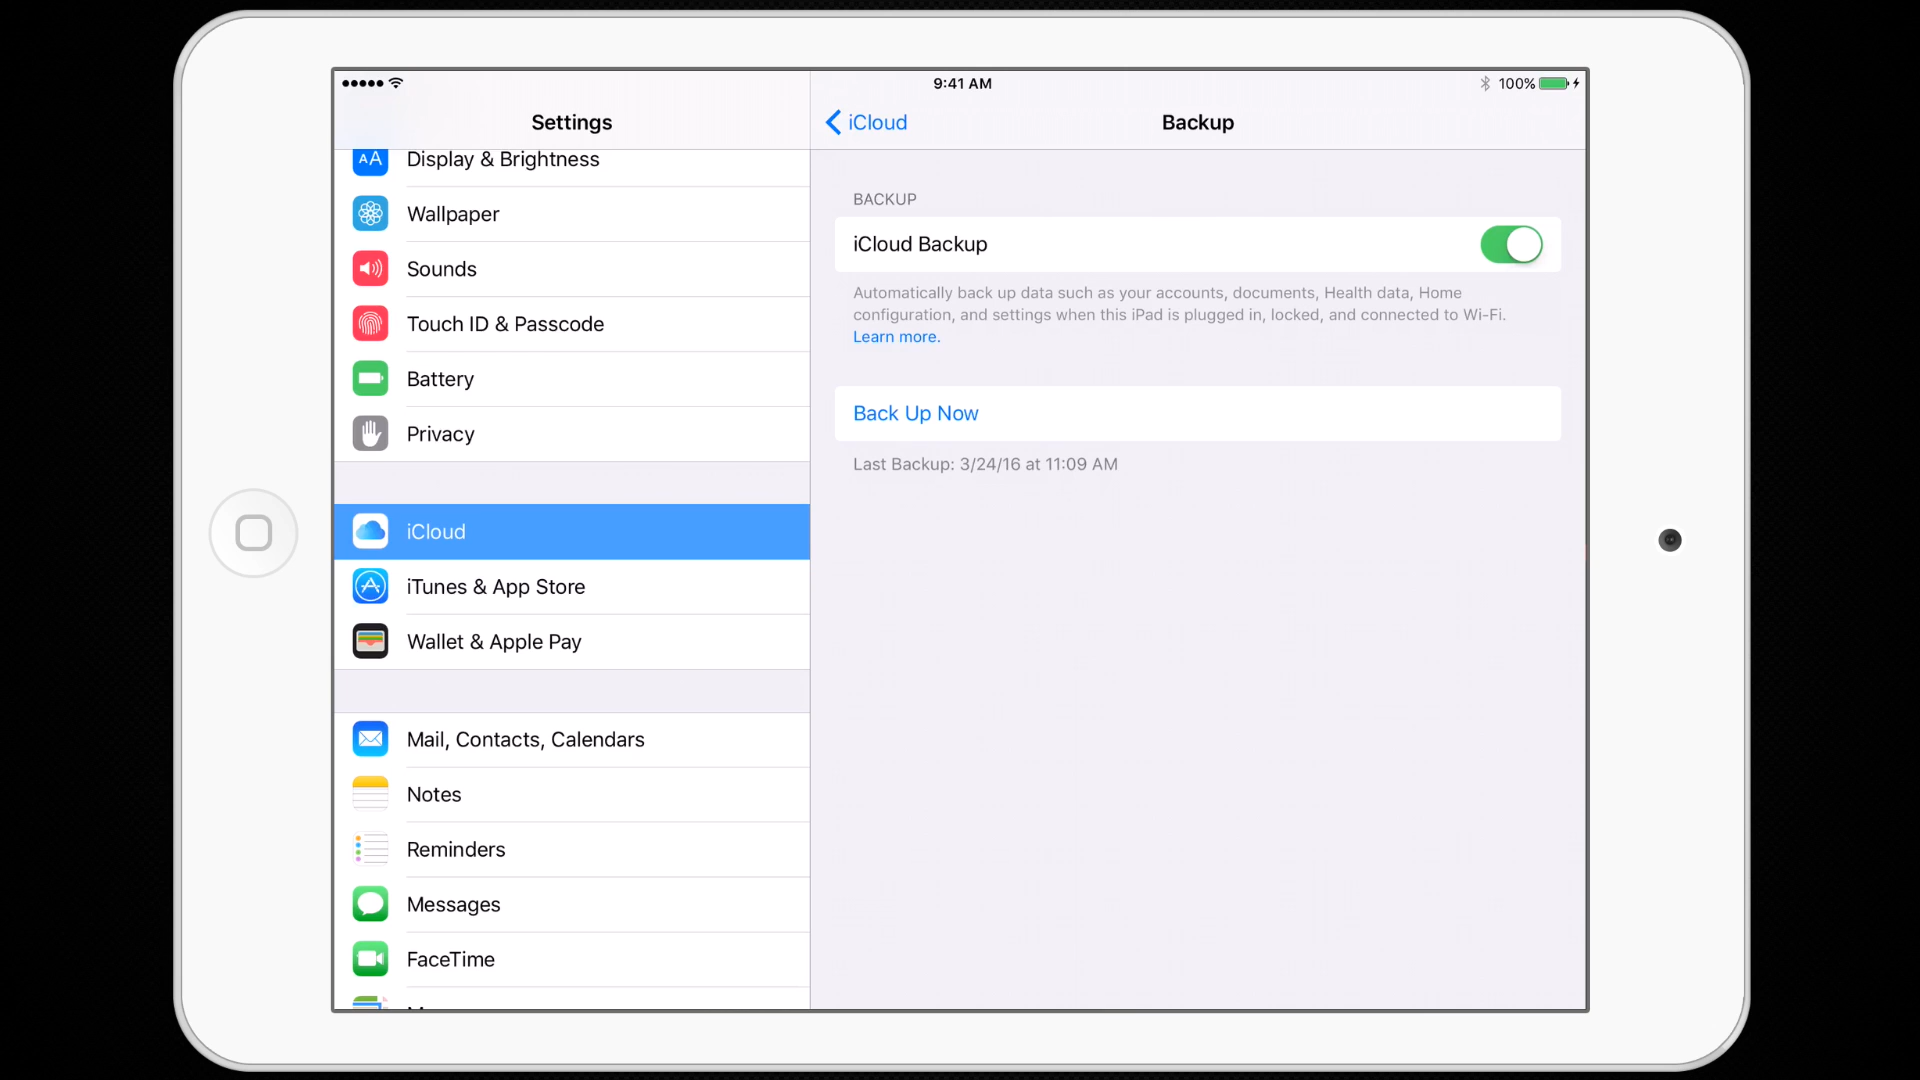 9:41 AM
100%
Settings
iCloud
Backup
AA
Display & Brightness
Wallpaper
Sounds
Touch ID & Passcode
Battery
Privacy
iCloud
iTunes & App Store
Wallet & Apple Pay
Mail, Contacts, Calendars
Notes
Reminders
Messages
FaceTime
BACKUP
iCloud Backup
Automatically back up data such as your accounts, documents, Health data, Home
configuration, and settings when this iPad is plugged in, locked, and connected to Wi-Fi.
Learn more.
Back Up Now
Last Backup: 3/24/16 at 11:09 AM